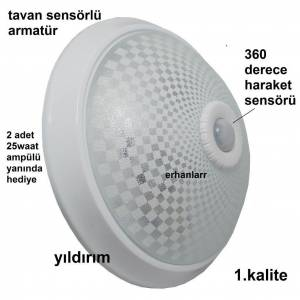 tavan sensörlü
armatür
360
derece
haraket
sensörü
2 adet
25waat
ampülü
yanında
hediye
erhanlarr
yıldırım
1.kalite